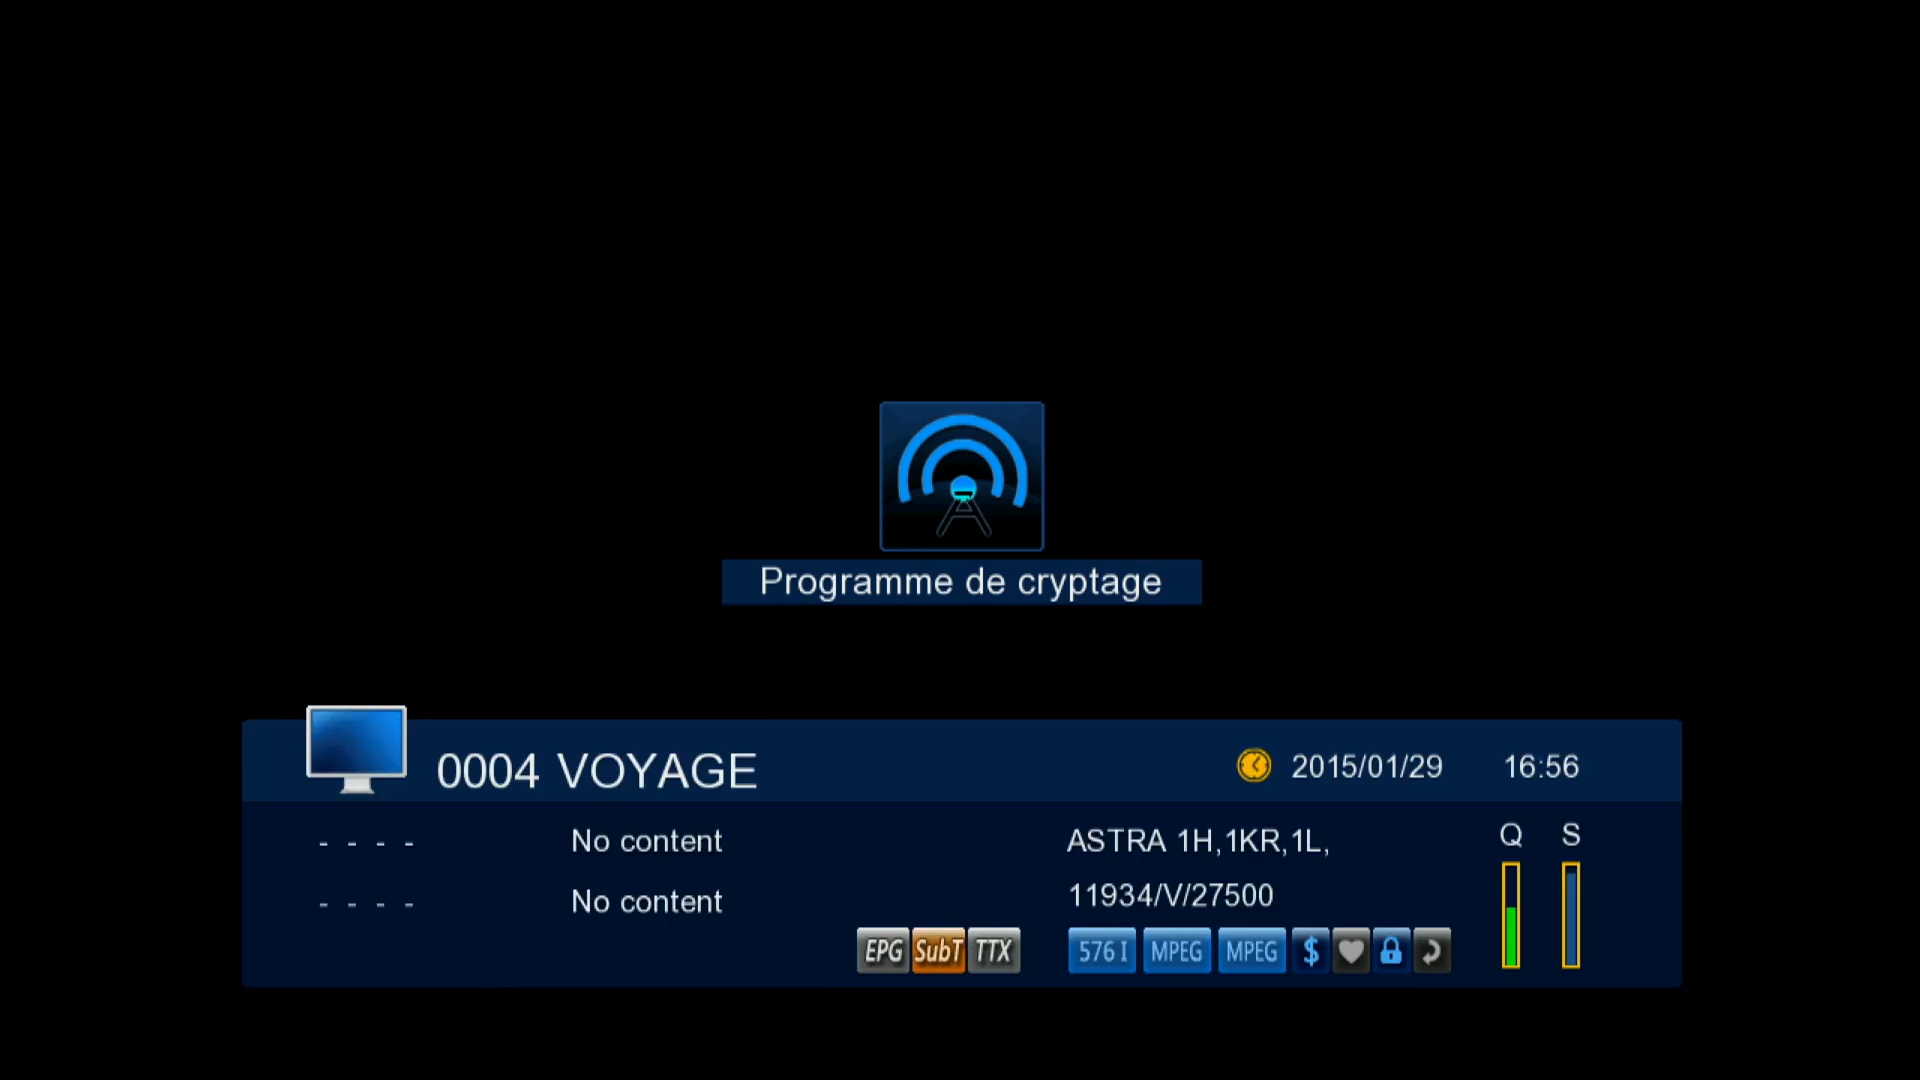 Programme de cryptage
0004 VOYAGE
2015/01/29 16:56
- - - - No content
- - - - No content
ASTRA 1H,1KR,1L,
11934/V/27500
Q S
EPG SubT TTX
576 I MPEG MPEG $